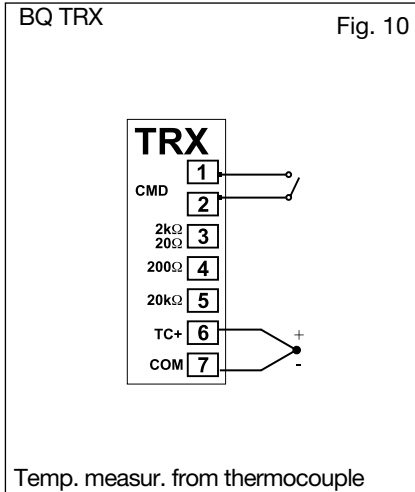 BQ TRX
Fig. 10
TRX
1
CMD
2
2kΩ
20Ω 3
200Ω 4
20kΩ 5
TC+ 6
+
COM 7
-
Temp. measur. from thermocouple